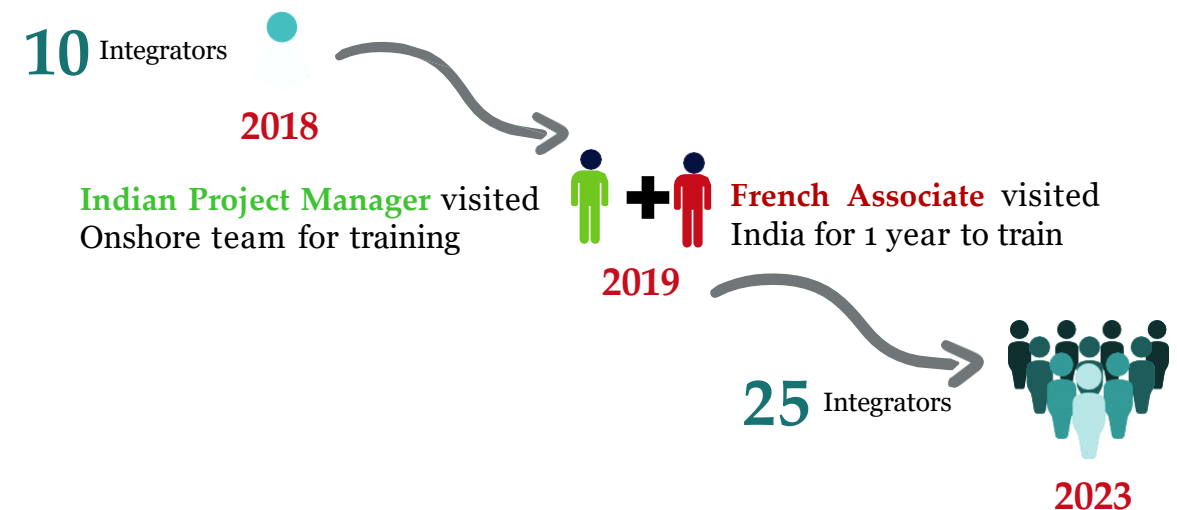 10 Integrators
2018
Indian Project Manager visited
Onshore team for training
French Associate visited
India for 1 year to train
2019
25 Integrators
2023